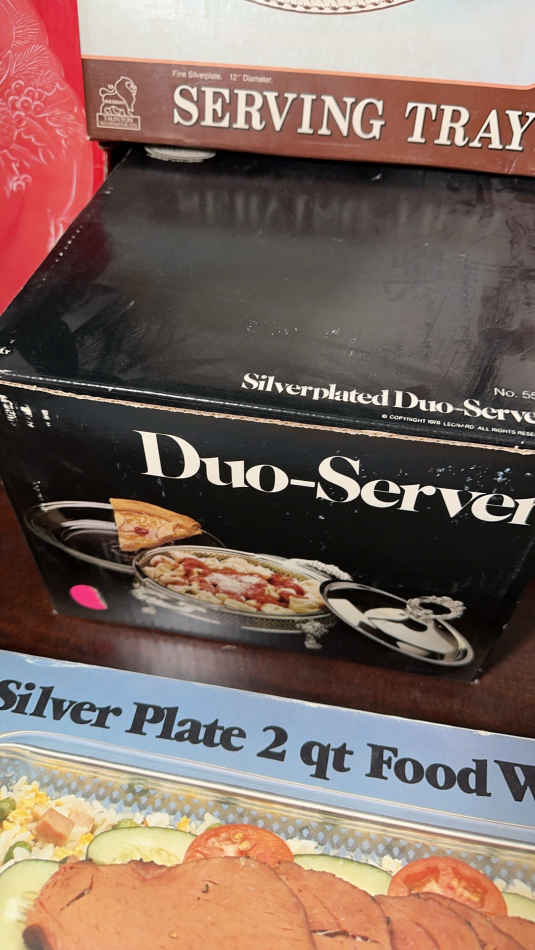 Fine Silverplate. 12" Diameter.
SERVING TRAY
TAUNTON
Silverplated Duo-Serve
No. 55
© COPYRIGHT 1978 LEONARD ALL RIGHTS RESE
Duo-Server
Silver Plate 2 qt Food W